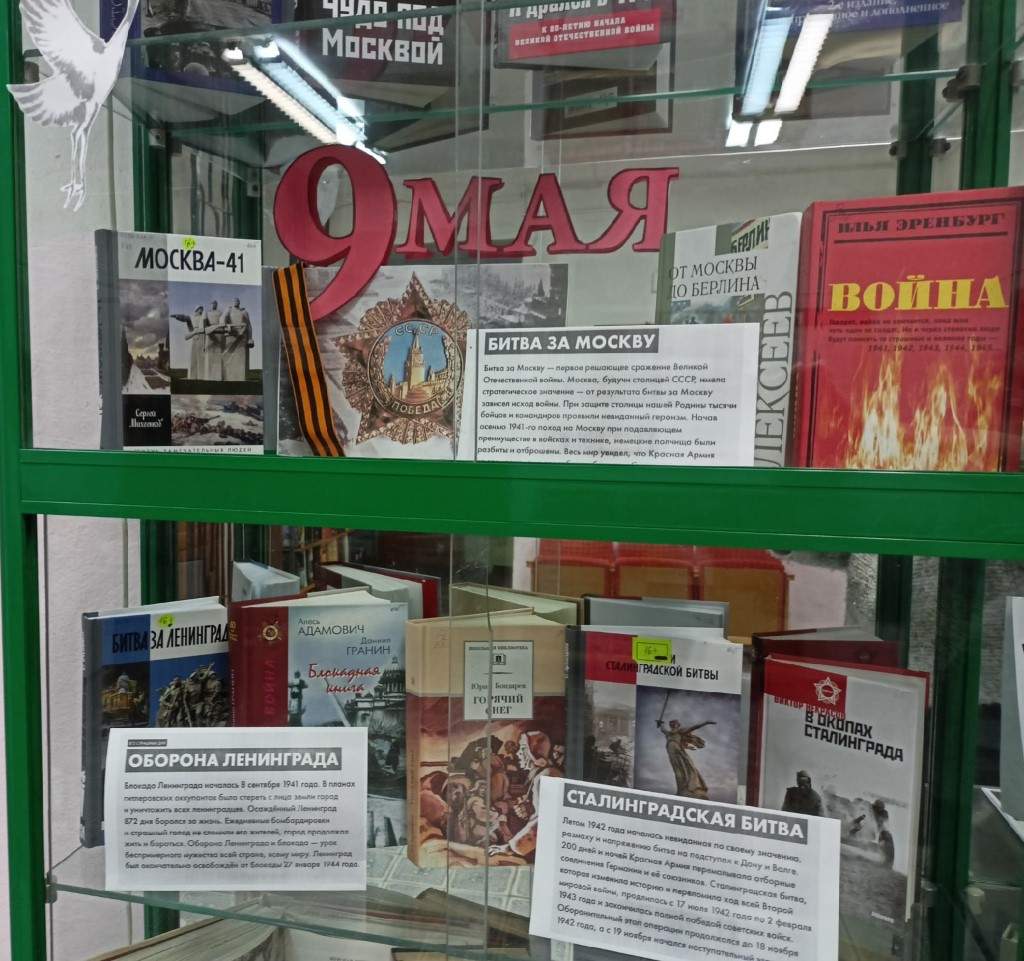 ЧУДО ПОД
МОСКВОЙ
К 80-ЛЕТИЮ НАЧАЛА
ВЕЛИКОЙ ОТЕЧЕСТВЕННОЙ ВОЙНЫ
9 МАЯ
МОСКВА-41
Сергей
Михеенков
СССР
ПОБЕДА
БИТВА ЗА МОСКВУ
Битва за Москву — первое решающее сражение Великой
Отечественной войны. Москва, будучи столицей СССР, имела
стратегическое значение — от результата битвы за Москву
зависел исход войны. При защите столицы нашей Родины тысячи
бойцов и командиров проявили невиданный героизм. Начав
осенью 1941-го поход на Москву при подавляющем
преимуществе в войсках и технике, немецкие полчища были
разбиты и отброшены. Весь мир увидел, что Красная Армия
ОТ МОСКВЫ
ДО БЕРЛИНА
ИЛЬЯ ЭРЕНБУРГ
ВОЙНА
1941, 1942, 1943, 1944, 1945...
БИТВА ЗА ЛЕНИНГРАД
ВОЙНА
Алесь
АДАМОВИЧ
Даниил
ГРАНИН
Блокадная
книга
Юрий Бондарев
ГОРЯЧИЙ
СНЕГ
СТАЛИНГРАДСКОЙ БИТВЫ
ВИКТОР НЕКРАСОВ
В ОКОПАХ
СТАЛИНГРАДА
ОБОРОНА ЛЕНИНГРАДА
Блокада Ленинграда началась 8 сентября 1941 года. В планах
гитлеровских оккупантов было стереть с лица земли город
и уничтожить всех ленинградцев. Осаждённый Ленинград
872 дня боролся за жизнь. Ежедневные бомбардировки
и страшный голод не сломили его жителей, город продолжал
жить и бороться. Оборона Ленинграда и блокада — урок
беспримерного мужества всей стране, всему миру. Ленинград
был окончательно освобождён от блокады 27 января 1944 года.
СТАЛИНГРАДСКАЯ БИТВА
Летом 1942 года началась невиданная по своему значению,
размаху и напряжению битва на подступах к Дону и Волге.
200 дней и ночей Красная Армия перемалывала отборные
соединения Германии и её союзников. Сталинградская битва,
которая изменила историю и переломила ход всей Второй
мировой войны, продлилась с 17 июля 1942 года по 2 февраля
1943 года и закончилась полной победой советских войск.
Оборонительный этап операции продолжался до 18 ноября
1942 года, а с 19 ноября начался наступательный